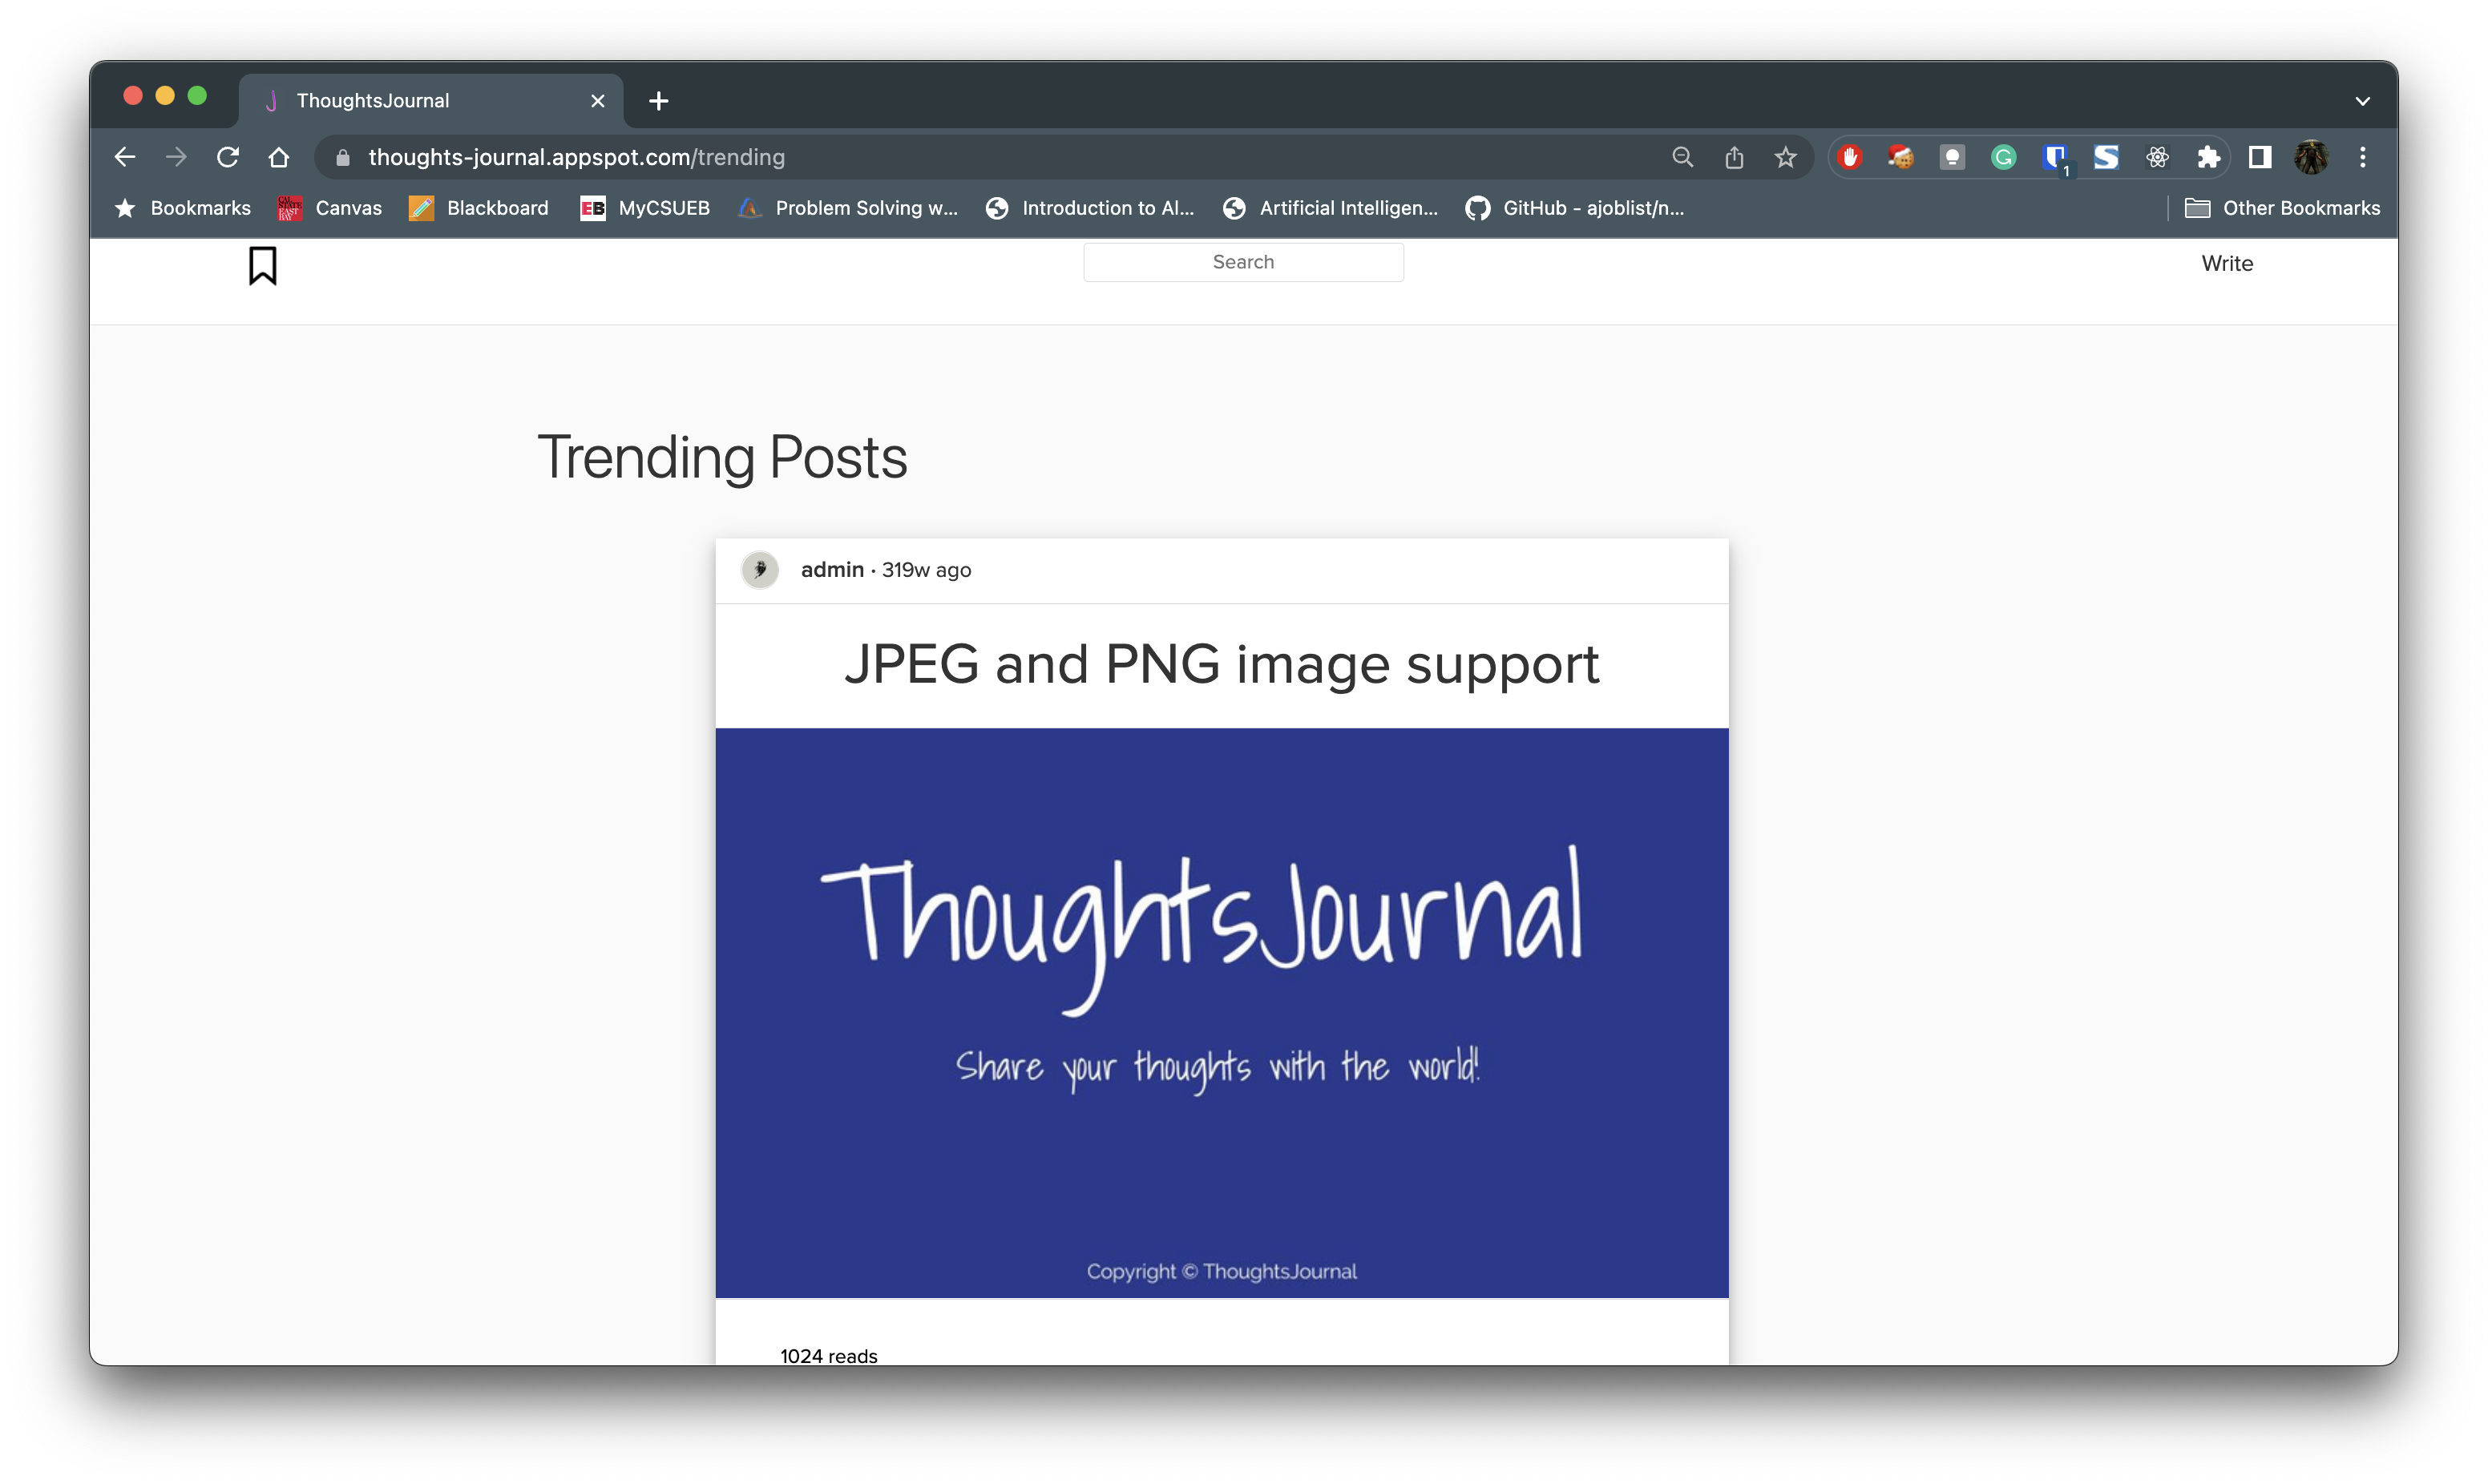 ThoughtsJournal
thoughts-journal.appspot.com/trending
1
Bookmarks
Canvas
Blackboard
EB MyCSUEB
Problem Solving w...
Introduction to AI...
Artificial Intelligen...
GitHub - ajoblist/n...
Other Bookmarks
Search
Write
Trending Posts
admin · 319w ago
JPEG and PNG image support
ThoughtsJournal
Share your thoughts with the world!
Copyright © ThoughtsJournal
1024 reads